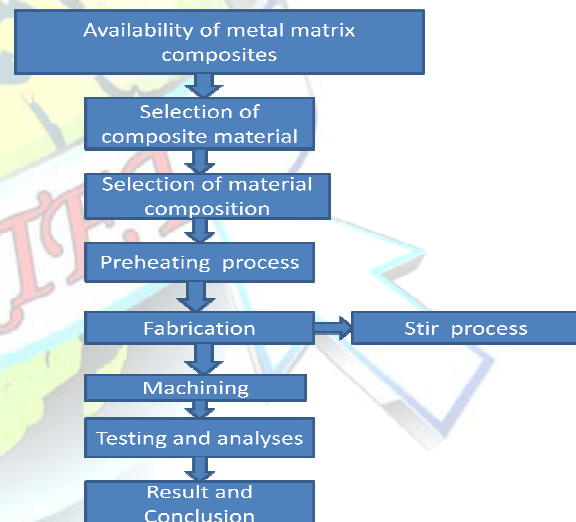 Availability of metal matrix
composites
Selection of
composite material
Selection of material
composition
Preheating process
Fabrication
Stir process
Machining
Testing and analyses
Result and
Conclusion